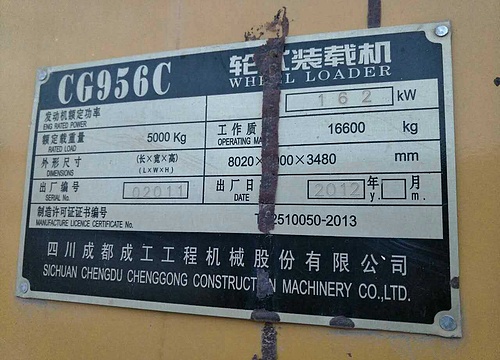 CG956C 轮式装载机
WHEEL LOADER
发动机额定功率 162 kW
ENG RATED POWER
额定载重量 5000 Kg 工作质 16600 kg
RATED LOAD OPERATING
外形尺寸 (长×宽×高) 8020× 00×3480 mm
DIMENSIONS (L×W×H)
出厂编号 02011 出厂日 2012 年 月
SERIAL No. DATE y. m.
制造许可证证书编号 2510050-2013
MANUFACTURE LICENCE CERTIFICATE No.
四川成都成工工程机械股份有限公司
SICHUAN CHENGDU CHENGGONG CONSTRUCTION MACHINERY CO.,LTD.